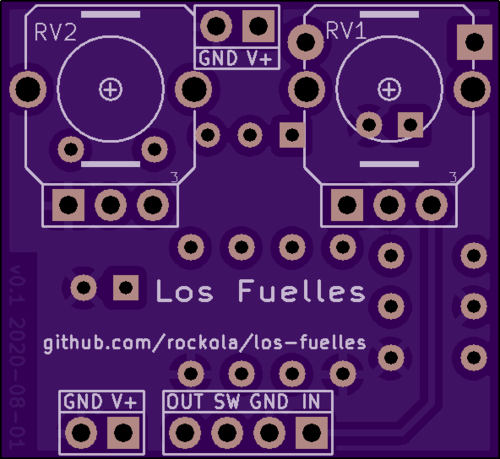 RV2
RV1
GND V+
3
3
Los Fuelles
github.com/rockola/los-fuelles
v0.1 2020-08-01
GND V+
OUT SW GND IN